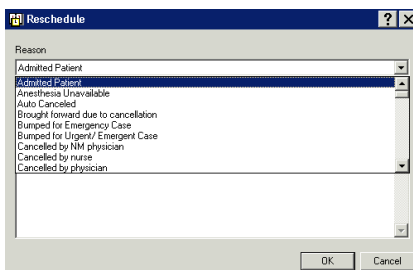 Reschedule
Reason
Admitted Patient
Admitted Patient
Anesthesia Unavailable
Auto Canceled
Brought forward due to cancellation
Bumped for Emergency Case
Bumped for Urgent/ Emergent Case
Cancelled by NM physician
Cancelled by nurse
Cancelled by physician
OK Cancel